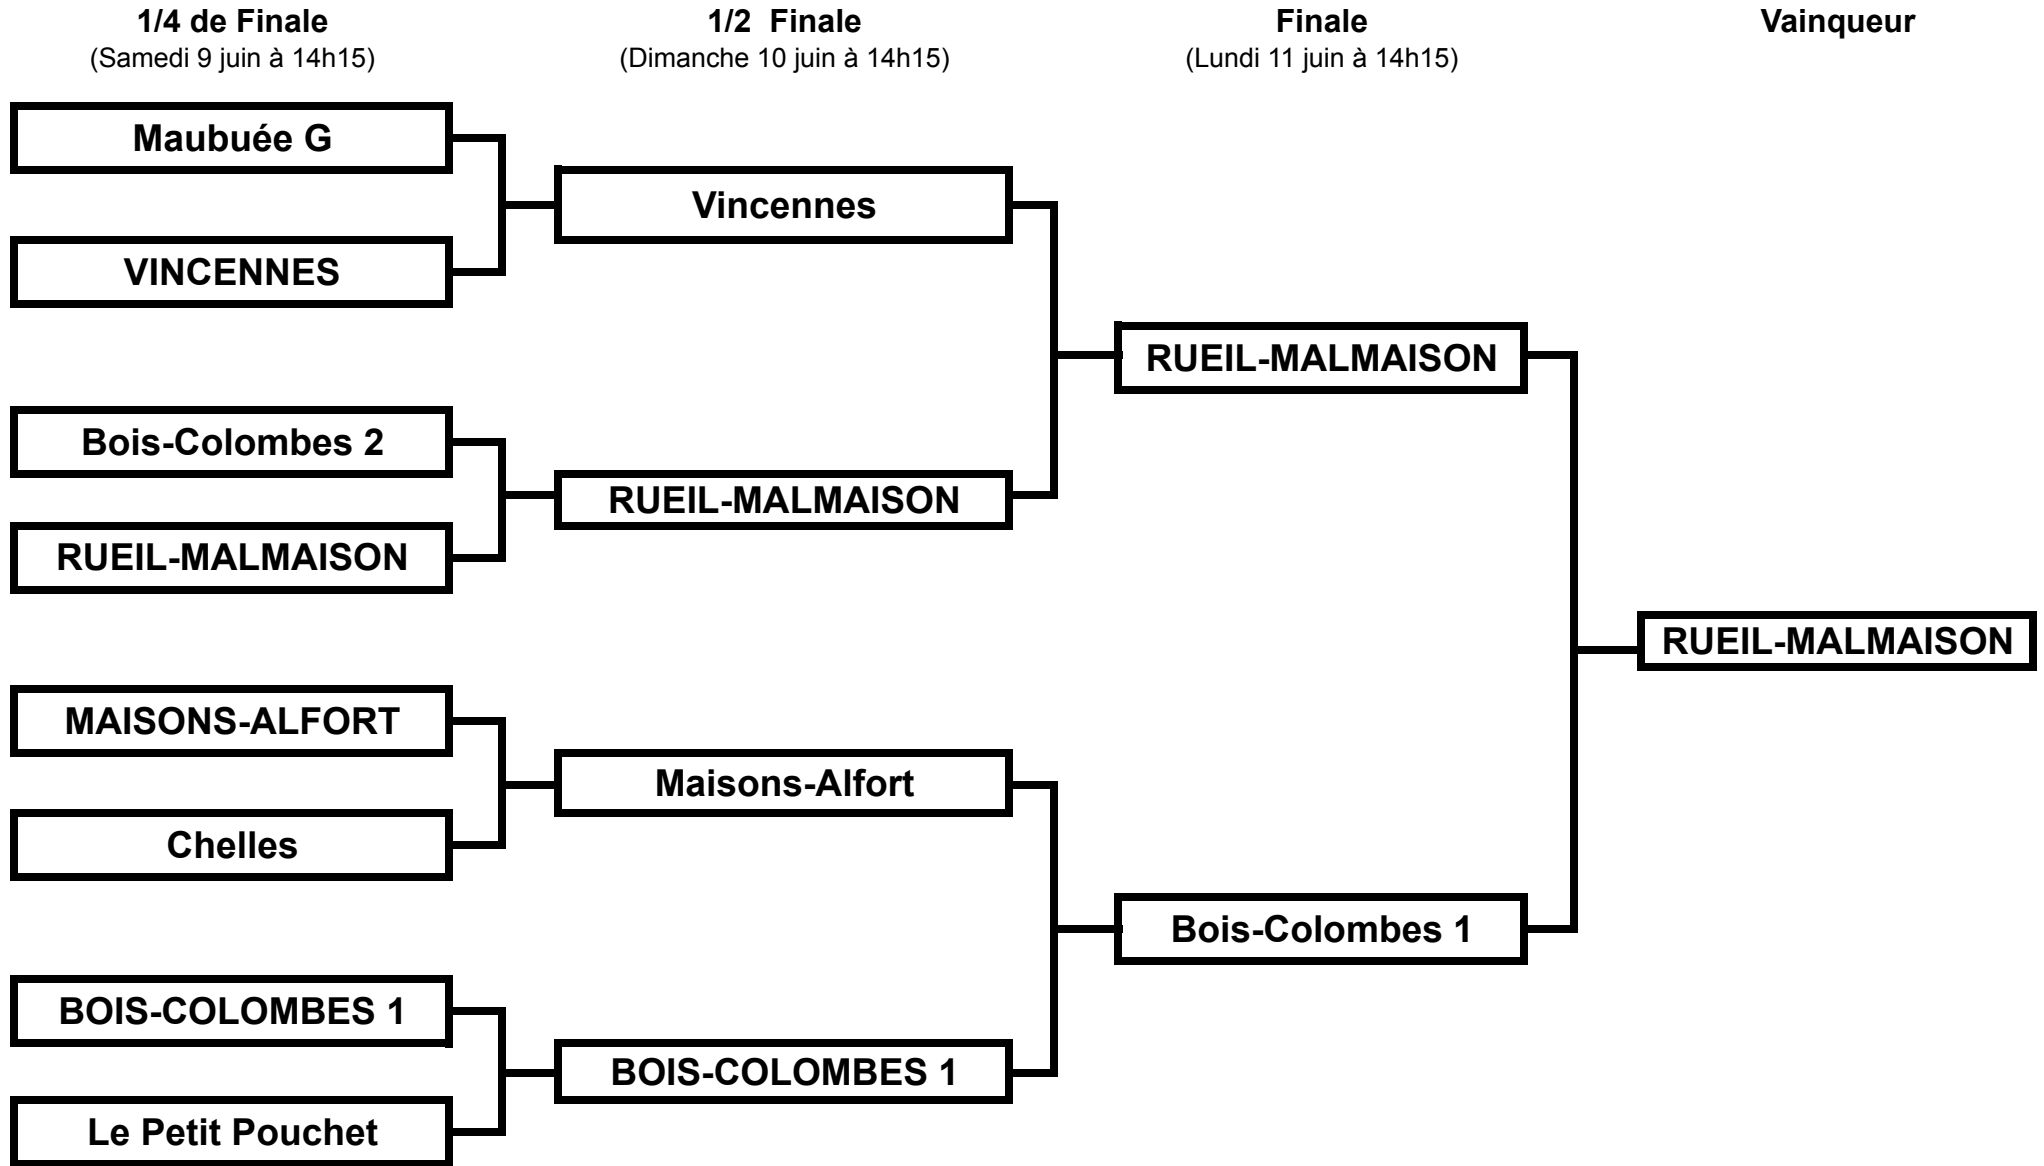 1/4 de Finale
(Samedi 9 juin à 14h15)
1/2 Finale
(Dimanche 10 juin à 14h15)
Finale
(Lundi 11 juin à 14h15)
Vainqueur
Maubuée G
VINCENNES
Bois-Colombes 2
RUEIL-MALMAISON
MAISONS-ALFORT
Chelles
BOIS-COLOMBES 1
Le Petit Pouchet
Vincennes
RUEIL-MALMAISON
Maisons-Alfort
BOIS-COLOMBES 1
RUEIL-MALMAISON
Bois-Colombes 1
RUEIL-MALMAISON